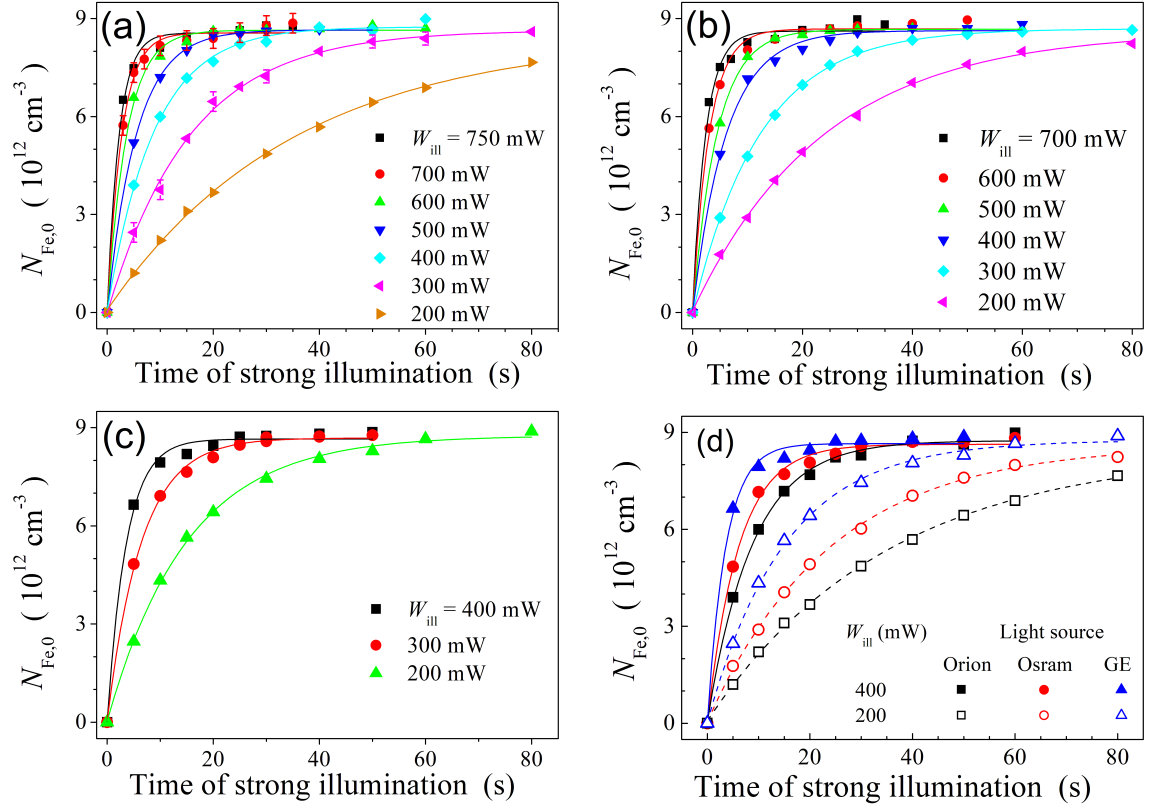 (a)
N_Fe,0 ( 10^12 cm^-3 )
9
6
3
0
W_ill = 750 mW
700 mW
600 mW
500 mW
400 mW
300 mW
200 mW
0 20 40 60 80
Time of strong illumination (s)
(b)
N_Fe,0 ( 10^12 cm^-3 )
9
6
3
0
W_ill = 700 mW
600 mW
500 mW
400 mW
300 mW
200 mW
0 20 40 60 80
Time of strong illumination (s)
(c)
N_Fe,0 ( 10^12 cm^-3 )
9
6
3
0
W_ill = 400 mW
300 mW
200 mW
0 20 40 60 80
Time of strong illumination (s)
(d)
N_Fe,0 ( 10^12 cm^-3 )
9
6
3
0
W_ill (mW) Light source
Orion Osram GE
400
200
0 20 40 60 80
Time of strong illumination (s)